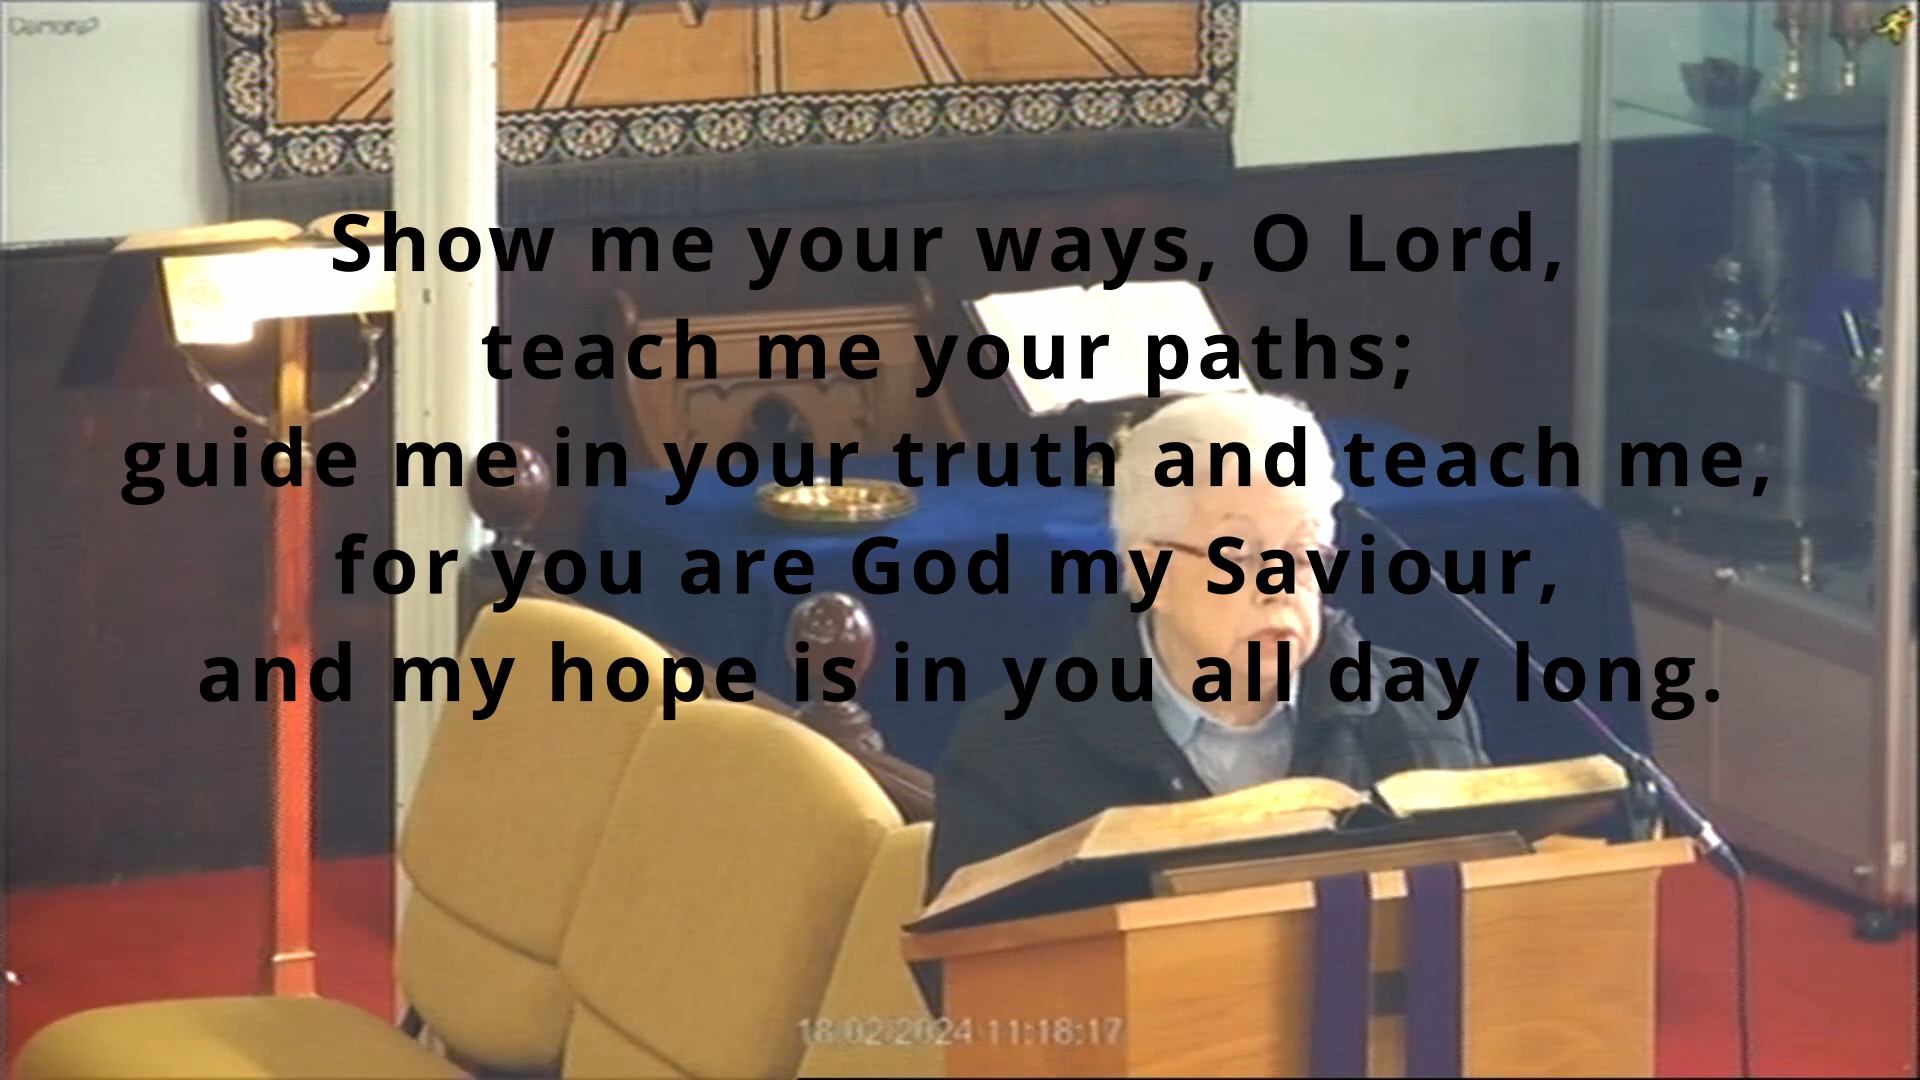 Show me your ways, O Lord,
teach me your paths;
guide me in your truth and teach me,
for you are God my Saviour,
and my hope is in you all day long.
18/02/2024 11:18:17